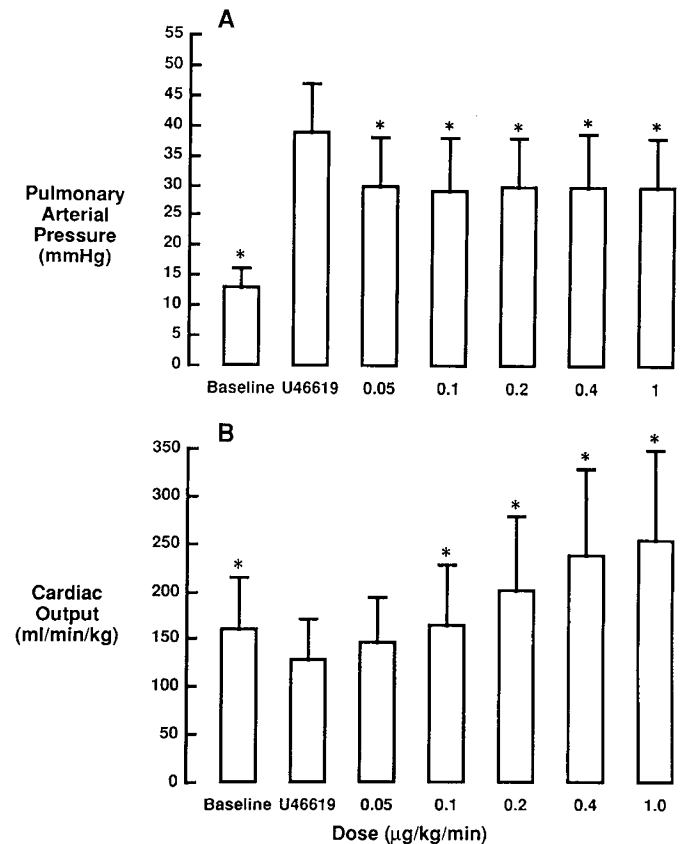 A
55
50
45
40
35
30
25
20
15
10
5
0
Pulmonary
Arterial
Pressure
(mmHg)
* * * * * *
Baseline U46619 0.05 0.1 0.2 0.4 1
B
350
300
250
200
150
100
50
0
Cardiac
Output
(ml/min/kg)
* * * * *
Baseline U46619 0.05 0.1 0.2 0.4 1.0
Dose (µg/kg/min)